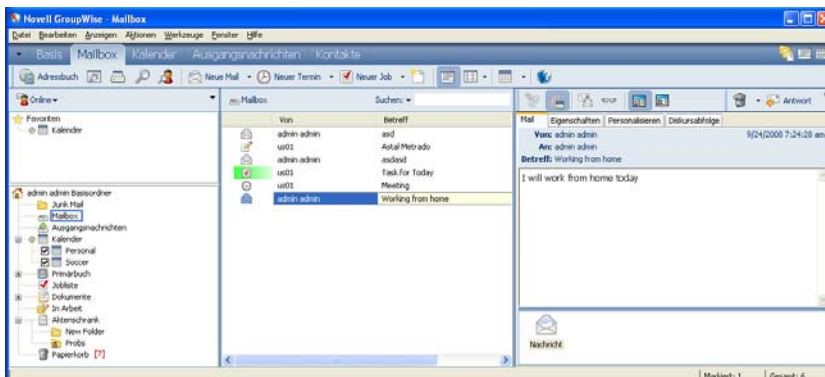 Novell GroupWise - Mailbox
Datei Bearbeiten Anzeigen Aktionen Werkzeuge Fenster Hilfe
Basis Mailbox Kalender Ausgangsnachrichten Kontakte
Adressbuch Neue Mail Neuer Termin Neuer Job
Online Mailbox Suchen: Antwort
Favoriten
Kalender
admin admin Basisordner
Junk Mail
Mailbox
Ausgangsnachrichten
Kalender
Personal
Soccer
Primärbuch
Jobliste
Dokumente
In Arbeit
Aktenschrank
New Folder
Probs
Papierkorb [7]
Von Betreff
admin admin asd
us01 Astal Metrado
admin admin asdasd
us01 Task for Today
us01 Meeting
admin admin Working from home
Mail Eigenschaften Personalisieren Diskursabfolge
Von: admin admin 9/24/2008 7:24:28 am
An: admin admin
Betreff: Working from home
I will work from home today
Nachricht
Markiert: 1 Gesamt: 6